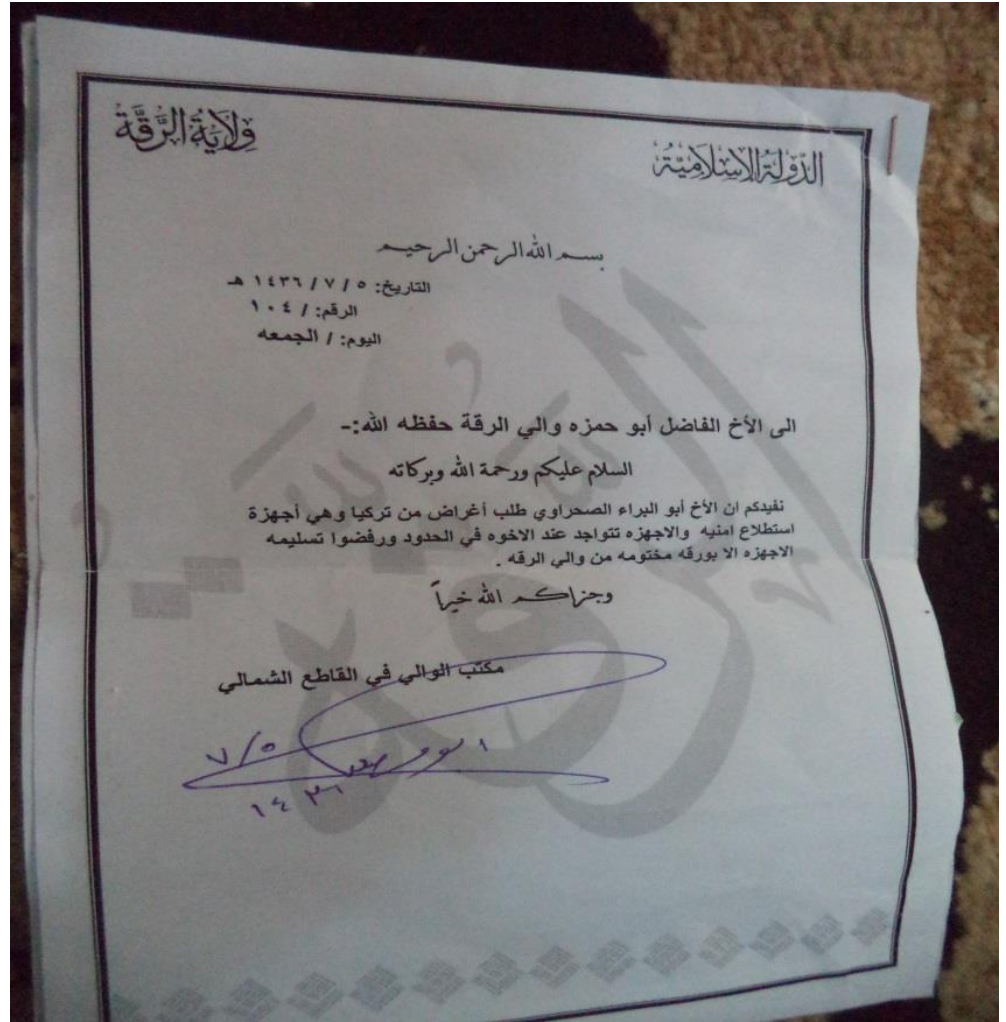 الدولة الإسلامية
ولاية الرقة
بسم الله الرحمن الرحيم
التاريخ: ٥ / ٧ / ١٤٣٦ هـ
الرقم: / ١٠٤
اليوم: / الجمعه
الى الأخ الفاضل أبو حمزه والي الرقة حفظه الله:-
السلام عليكم ورحمة الله وبركاته
نفيدكم ان الأخ أبو البراء الصحراوي طلب أغراض من تركيا وهي أجهزة
استطلاع امنيه والاجهزه تتواجد عند الاخوه في الحدود ورفضوا تسليمه
الاجهزه الا بورقه مختومه من والي الرقه .
وجزاكم الله خيراً
مكتب الوالي في القاطع الشمالي
٧/٥
١٤٣٦